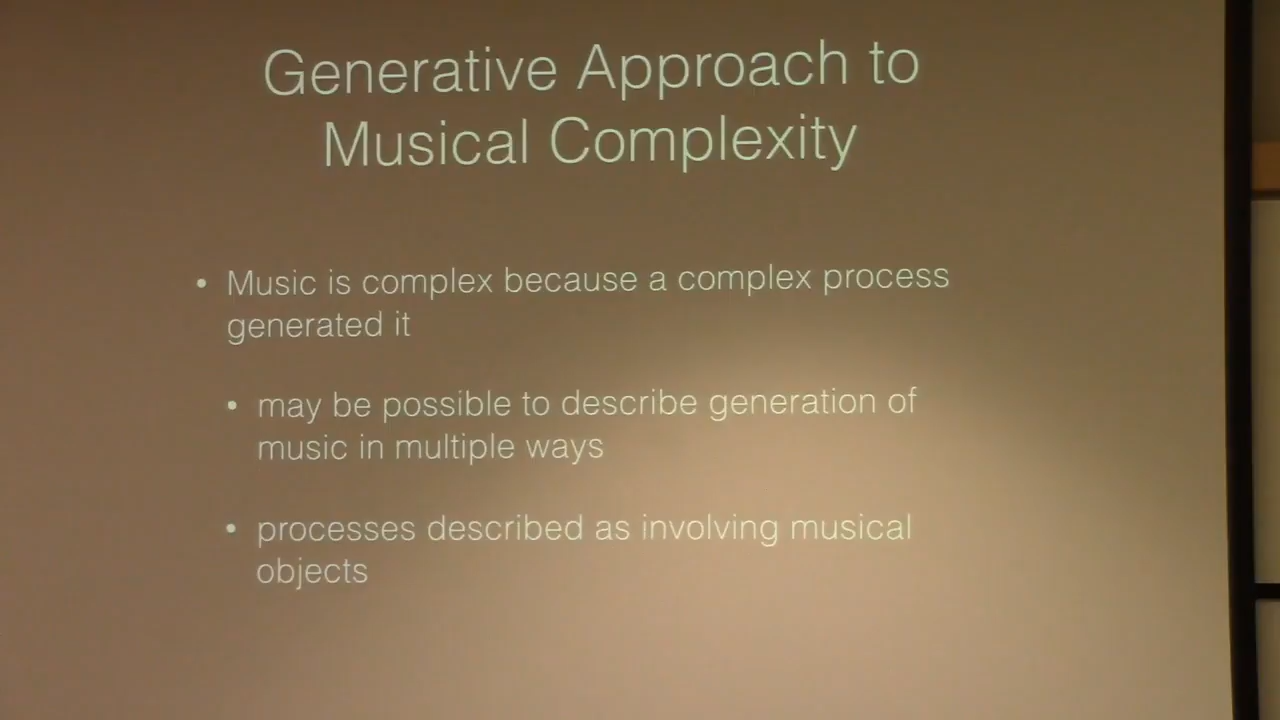 Generative Approach to
Musical Complexity
• Music is complex because a complex process
generated it
• may be possible to describe generation of
music in multiple ways
• processes described as involving musical
objects